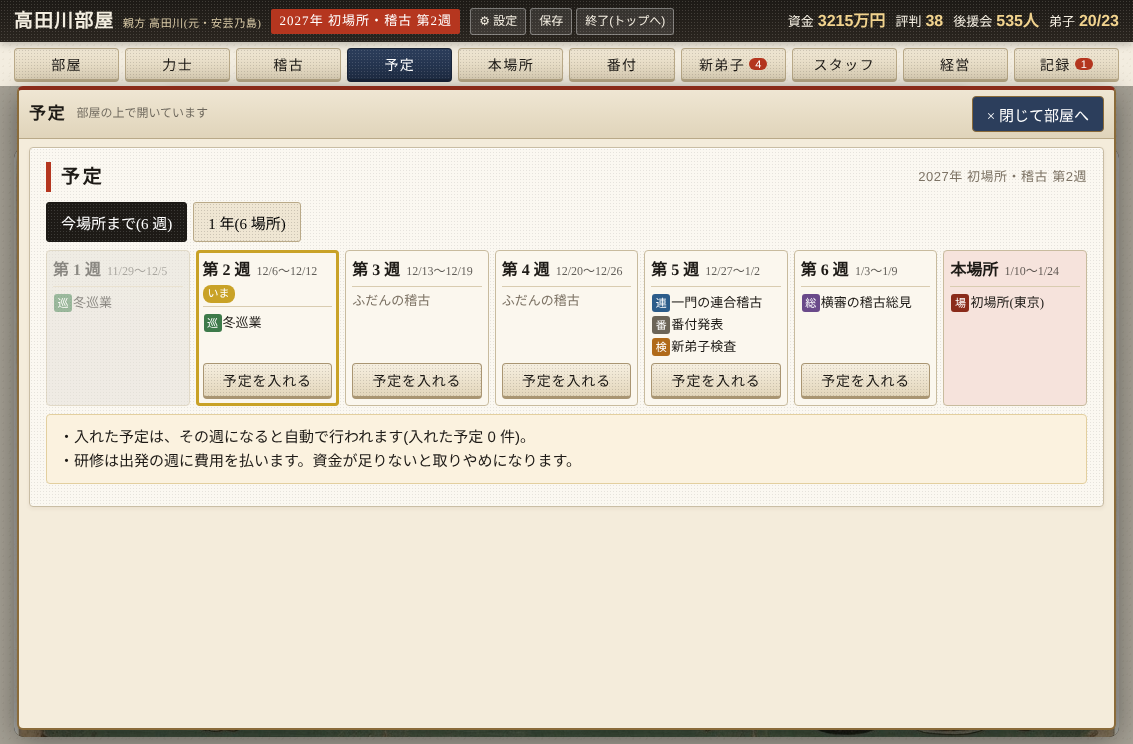 高田川部屋 親方 高田川(元・安芸乃島) 2027年 初場所・稽古 第2週 ⚙設定 保存 終了(トップへ) 資金 3215万円 評判 38 後援会 535人 弟子 20/23
部屋 力士 稽古 予定 本場所 番付 新弟子 4 スタッフ 経営 記録 1
予定 部屋の上で開いています × 閉じて部屋へ
予定 2027年 初場所・稽古 第2週
今場所まで(6 週) 1 年(6 場所)
第 1 週 11/29〜12/5
巡 冬巡業
第 2 週 12/6〜12/12
いま
巡 冬巡業
予定を入れる
第 3 週 12/13〜12/19
ふだんの稽古
予定を入れる
第 4 週 12/20〜12/26
ふだんの稽古
予定を入れる
第 5 週 12/27〜1/2
連 一門の連合稽古
番 番付発表
検 新弟子検査
予定を入れる
第 6 週 1/3〜1/9
総 横審の稽古総見
予定を入れる
本場所 1/10〜1/24
場 初場所(東京)
・入れた予定は、その週になると自動で行われます(入れた予定 0 件)。
・研修は出発の週に費用を払います。資金が足りないと取りやめになります。